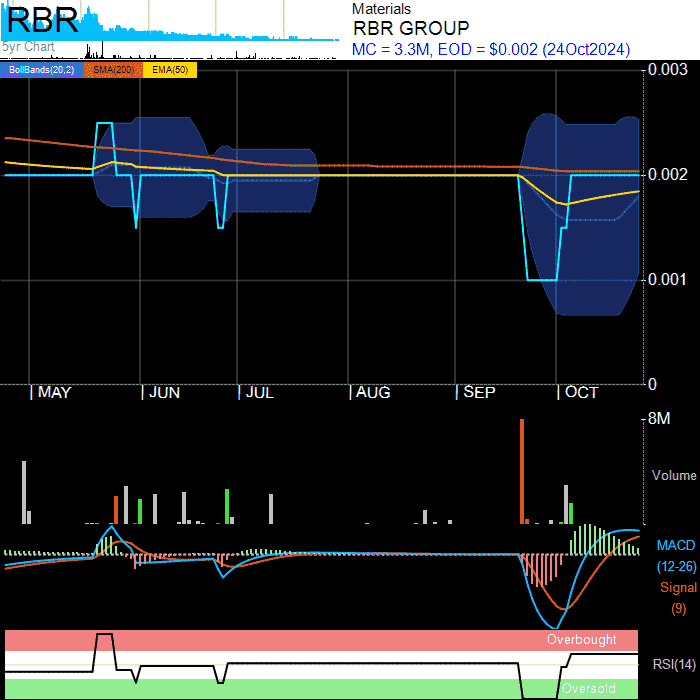 RBR
5yr Chart
Materials
RBR GROUP
MC = 3.3M, EOD = $0.002 (24Oct2024)
BollBands(20,2) SMA(200) EMA(50)
0.003
0.002
0.001
0
MAY JUN JUL AUG SEP OCT
8M
Volume
MACD
(12-26)
Signal
(9)
Overbought
RSI(14)
Oversold